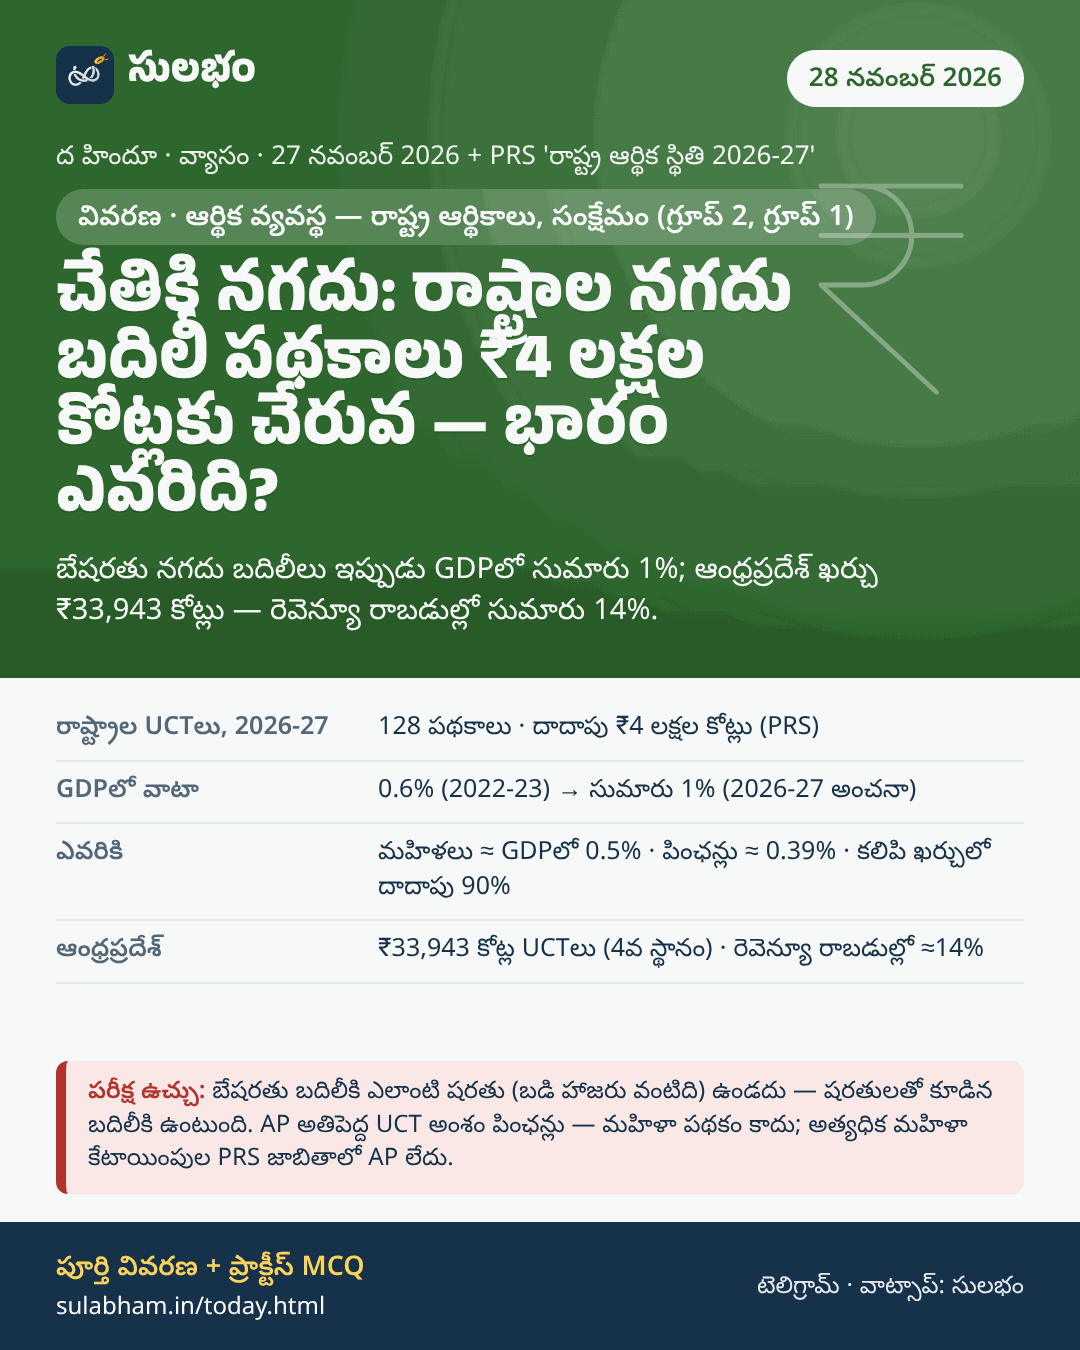 సులభం
28 నవంబర్ 2026
ద హిందూ · వ్యాసం · 27 నవంబర్ 2026 + PRS 'రాష్ట్ర ఆర్థిక స్థితి 2026-27'
వివరణ · ఆర్థిక వ్యవస్థ — రాష్ట్ర ఆర్థికాలు, సంక్షేమం (గ్రూప్ 2, గ్రూప్ 1)
చేతికి నగదు: రాష్ట్రాల నగదు
బదిలీ పథకాలు ₹4 లక్షల
కోట్లకు చేరువ — భారం
ఎవరిది?
బేషరతు నగదు బదిలీలు ఇప్పుడు GDPలో సుమారు 1%; ఆంధ్రప్రదేశ్ ఖర్చు
₹33,943 కోట్లు — రెవెన్యూ రాబడుల్లో సుమారు 14%.
రాష్ట్రాల UCTలు, 2026-27
128 పథకాలు · దాదాపు ₹4 లక్షల కోట్లు (PRS)
GDPలో వాటా
0.6% (2022-23) → సుమారు 1% (2026-27 అంచనా)
ఎవరికి
మహిళలు ≈ GDPలో 0.5% · పింఛన్లు ≈ 0.39% · కలిపి ఖర్చులో
దాదాపు 90%
ఆంధ్రప్రదేశ్
₹33,943 కోట్ల UCTలు (4వ స్థానం) · రెవెన్యూ రాబడుల్లో ≈14%
పరీక్ష ఉచ్చు: బేషరతు బదిలీకి ఎలాంటి షరతు (బడి హాజరు వంటిది) ఉండదు — షరతులతో కూడిన
బదిలీకి ఉంటుంది. AP అతిపెద్ద UCT అంశం పింఛన్లు — మహిళా పథకం కాదు; అత్యధిక మహిళా
కేటాయింపుల PRS జాబితాలో AP లేదు.
పూర్తి వివరణ + ప్రాక్టీస్ MCQ
sulabham.in/today.html
టెలిగ్రామ్ · వాట్సాప్: సులభం